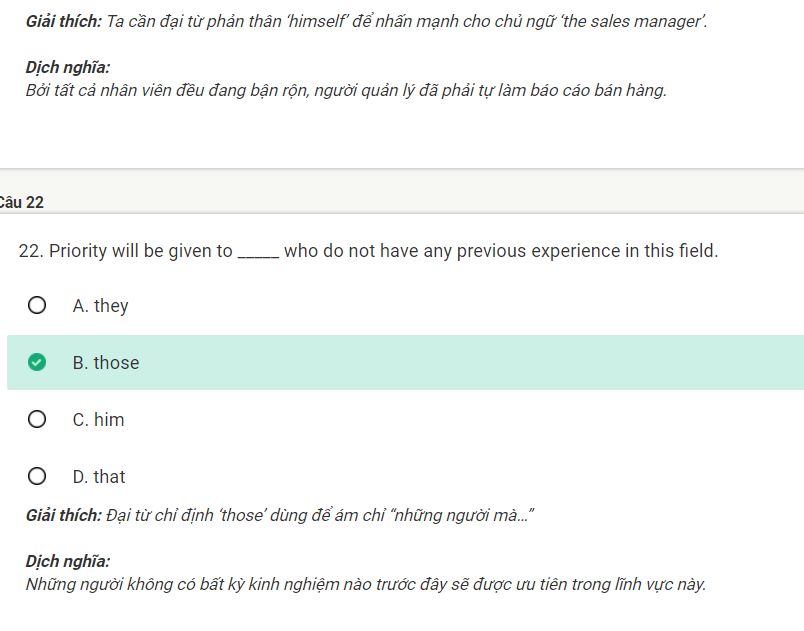 Giải thích: Ta cần đại từ phản thân ‘himself’ để nhấn mạnh cho chủ ngữ ‘the sales manager’.
Dịch nghĩa:
Bởi tất cả nhân viên đều đang bận rộn, người quản lý đã phải tự làm báo cáo bán hàng.
Câu 22
22. Priority will be given to _____ who do not have any previous experience in this field.
A. they
B. those
C. him
D. that
Giải thích: Đại từ chỉ định ‘those’ dùng để ám chỉ “những người mà…”
Dịch nghĩa:
Những người không có bất kỳ kinh nghiệm nào trước đây sẽ được ưu tiên trong lĩnh vực này.